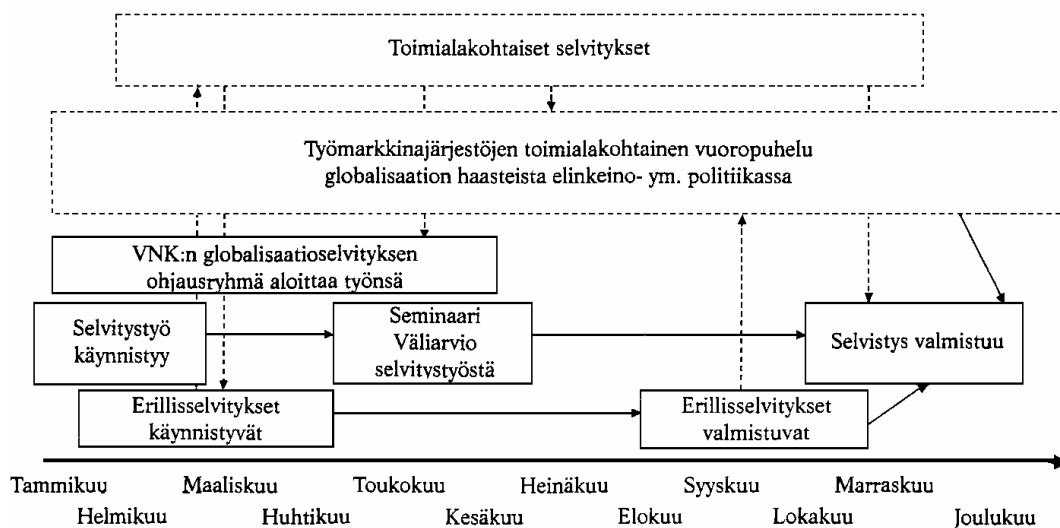 Toimialakohtaiset selvitykset
Työmarkkinajärjestöjen toimialakohtainen vuoropuhelu
globalisaation haasteista elinkeino- ym. politiikassa
VNK:n globalisaatioselvityksen
ohjausryhmä aloittaa työnsä
Selvitystyö
käynnistyy
Seminaari
Väliarvio
selvitystyöstä
Selvistys valmistuu
Erillisselvitykset
käynnistyvät
Erillisselvitykset
valmistuvat
Tammikuu
Helmikuu
Maaliskuu
Huhtikuu
Toukokuu
Kesäkuu
Heinäkuu
Elokuu
Syyskuu
Lokakuu
Marraskuu
Joulukuu